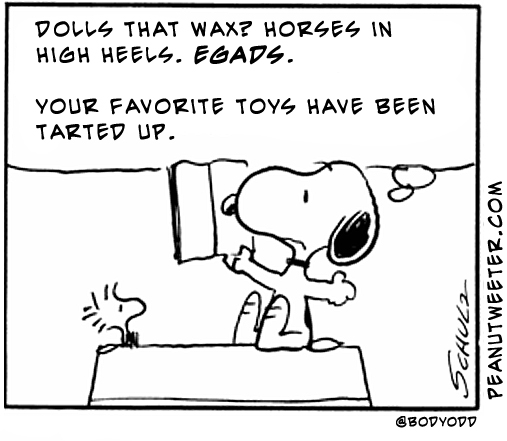 DOLLS THAT WAX? HORSES IN
HIGH HEELS. EGADS.
YOUR FAVORITE TOYS HAVE BEEN
TARTED UP.
SCHULZ
PEANUTWEETER.COM
@BODYODD